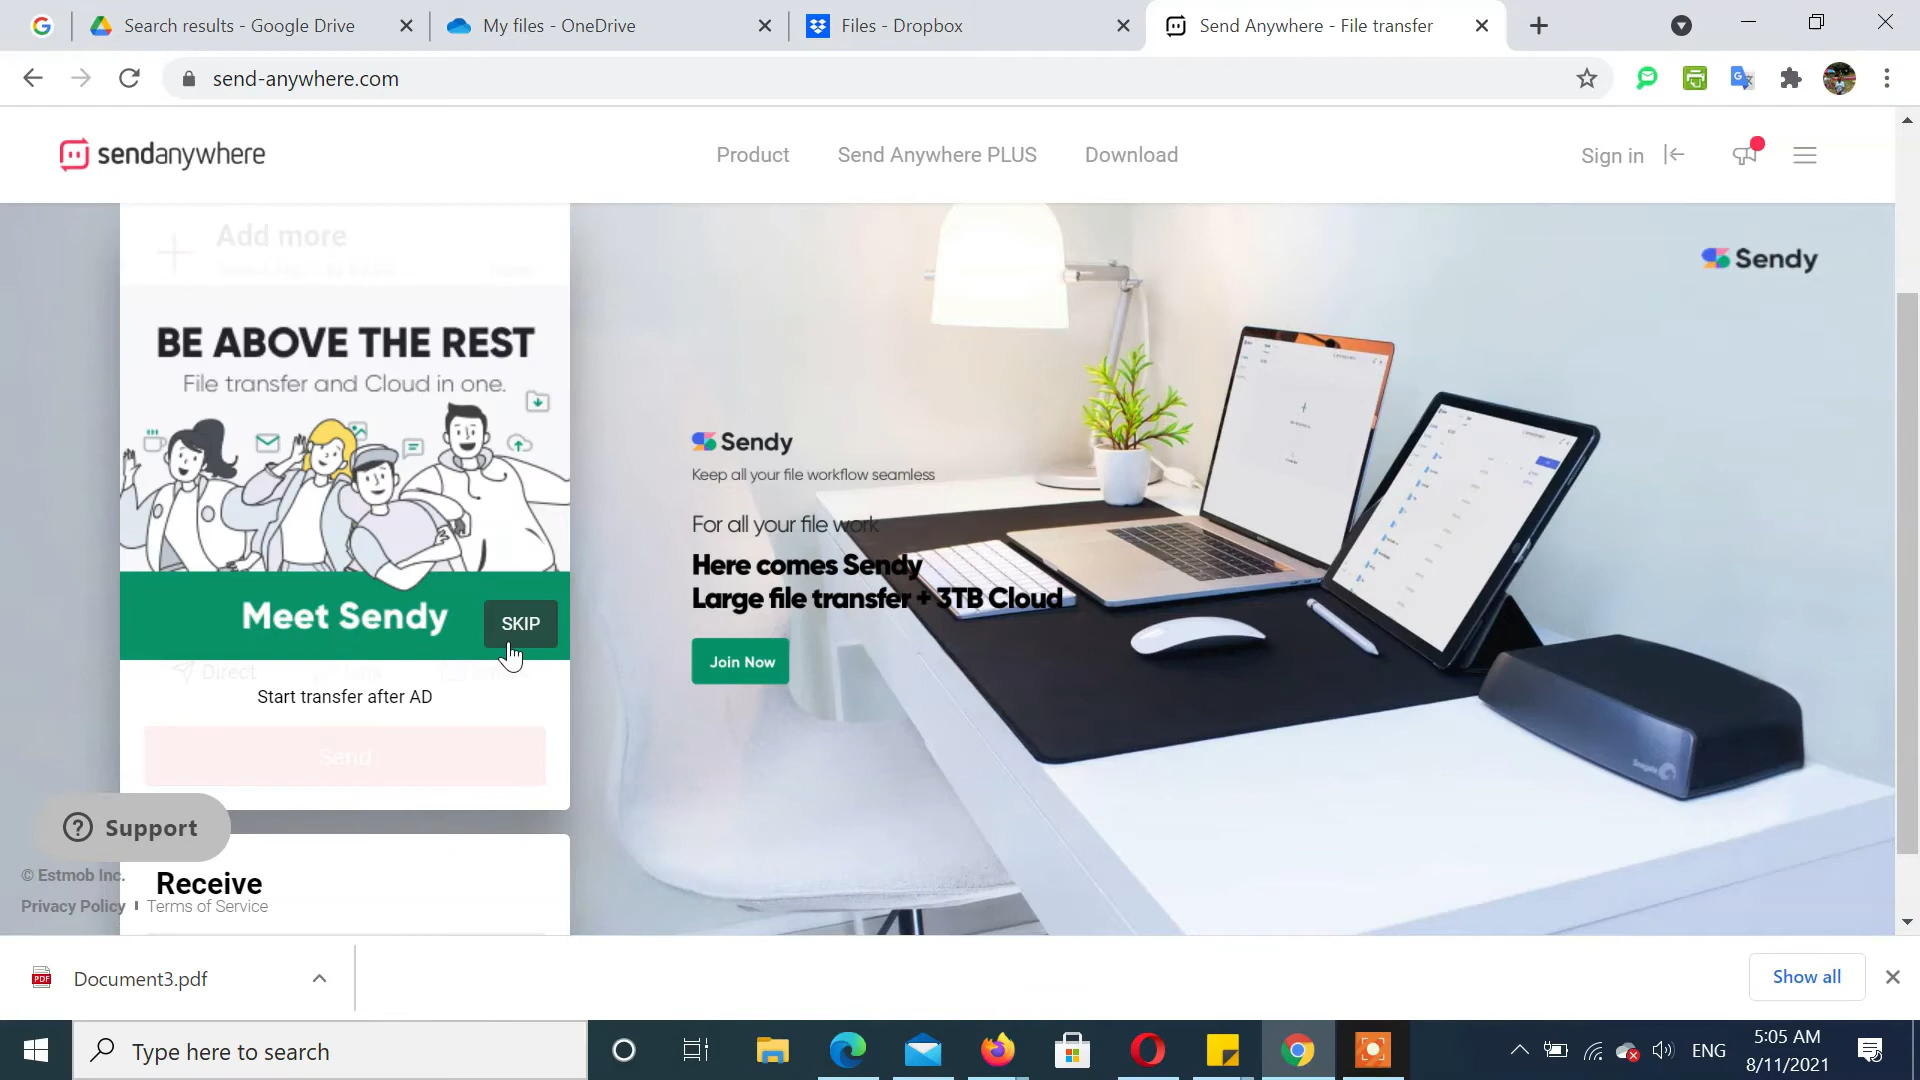 Search results - Google Drive
My files - OneDrive
Files - Dropbox
Send Anywhere - File transfer
send-anywhere.com
sendanywhere
Product
Send Anywhere PLUS
Download
Sign in
Add more
BE ABOVE THE REST
File transfer and Cloud in one.
Meet Sendy
SKIP
Direct
Start transfer after AD
Send
Sendy
Sendy
Keep all your file workflow seamless
For all your file work
Here comes Sendy
Large file transfer + 3TB Cloud
Join Now
Seagate
Support
© Estmob Inc.
Privacy Policy
Terms of Service
Receive
Document3.pdf
Show all
Type here to search
ENG
5:05 AM
8/11/2021